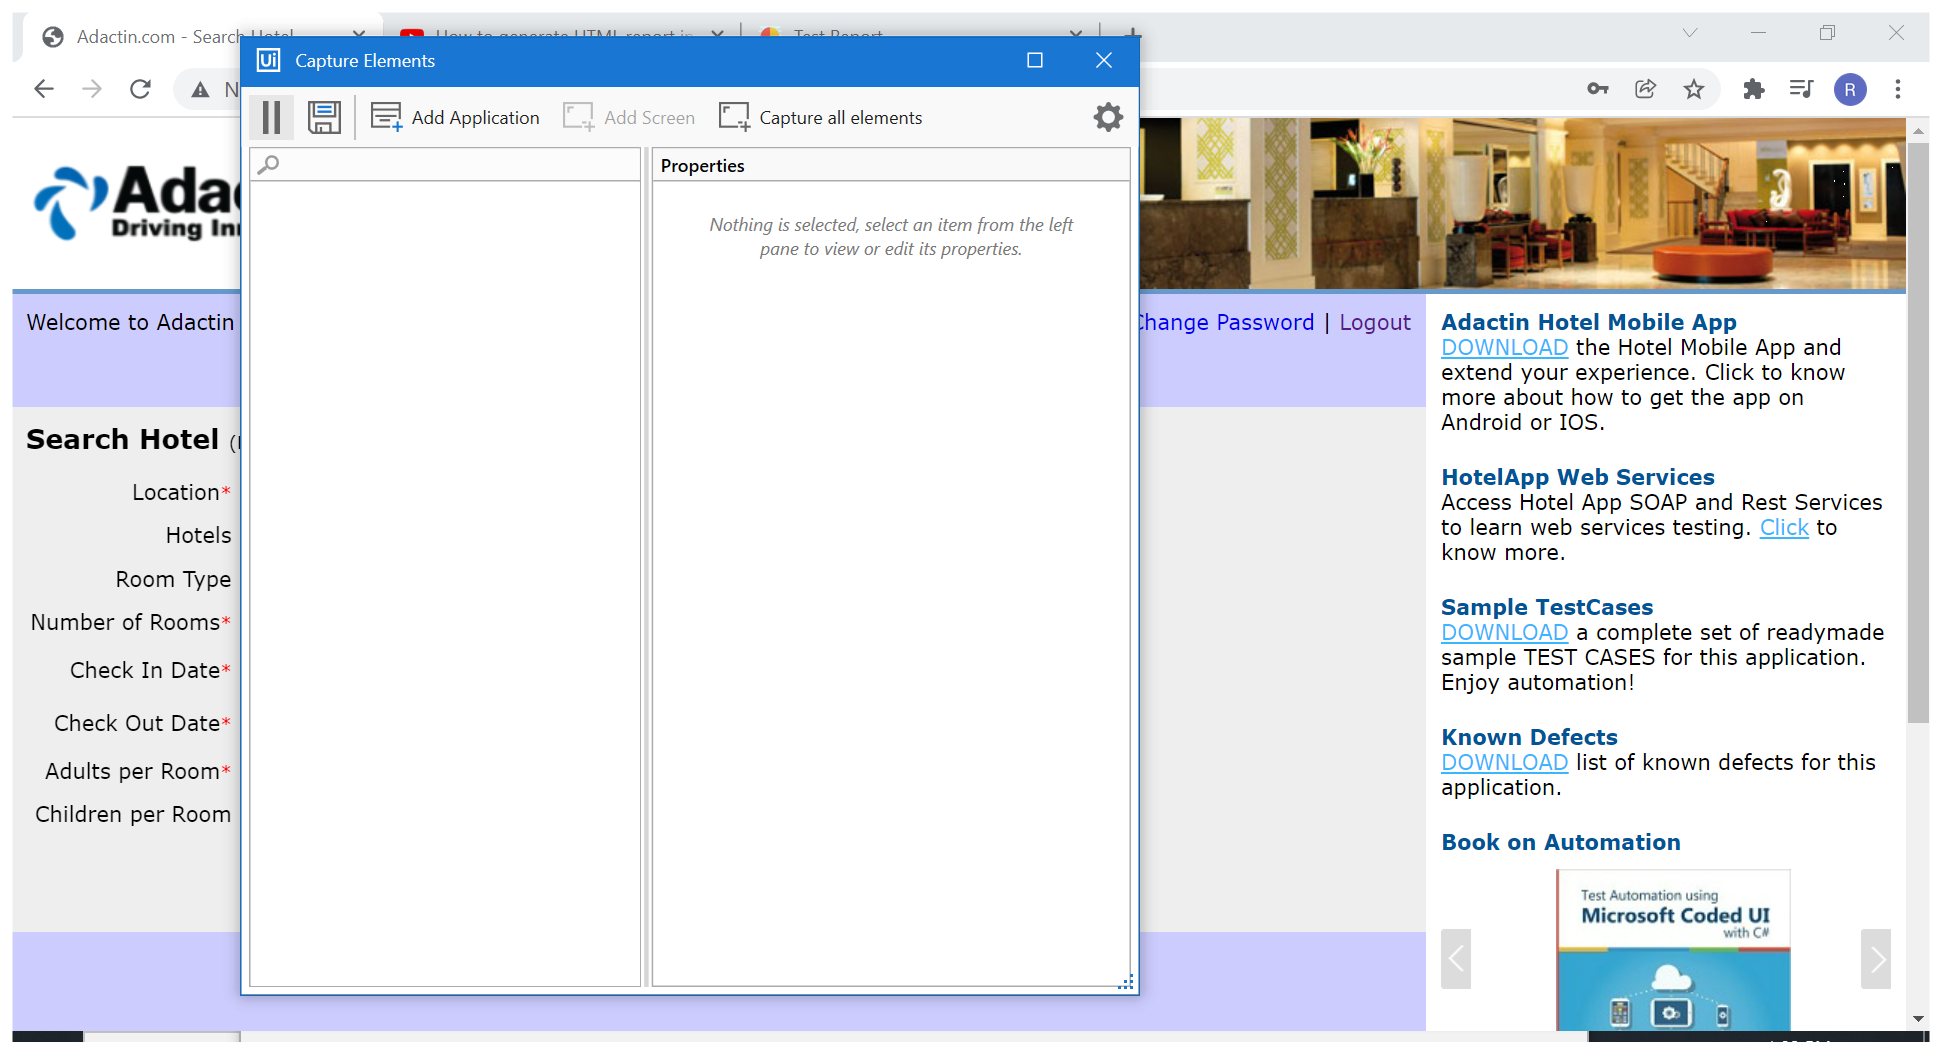 Adactin.com - Search Hotel
How to generate HTML report in
Test Report
Ui Capture Elements
N
R
Add Application
Add Screen
Capture all elements
Properties
Nothing is selected, select an item from the left
pane to view or edit its properties.
Adac
Driving Inn
Welcome to Adactin
Change Password | Logout
Search Hotel (
Location*
Hotels
Room Type
Number of Rooms*
Check In Date*
Check Out Date*
Adults per Room*
Children per Room
Adactin Hotel Mobile App
DOWNLOAD the Hotel Mobile App and
extend your experience. Click to know
more about how to get the app on
Android or IOS.
HotelApp Web Services
Access Hotel App SOAP and Rest Services
to learn web services testing. Click to
know more.
Sample TestCases
DOWNLOAD a complete set of readymade
sample TEST CASES for this application.
Enjoy automation!
Known Defects
DOWNLOAD list of known defects for this
application.
Book on Automation
Test Automation using
Microsoft Coded UI
with C#